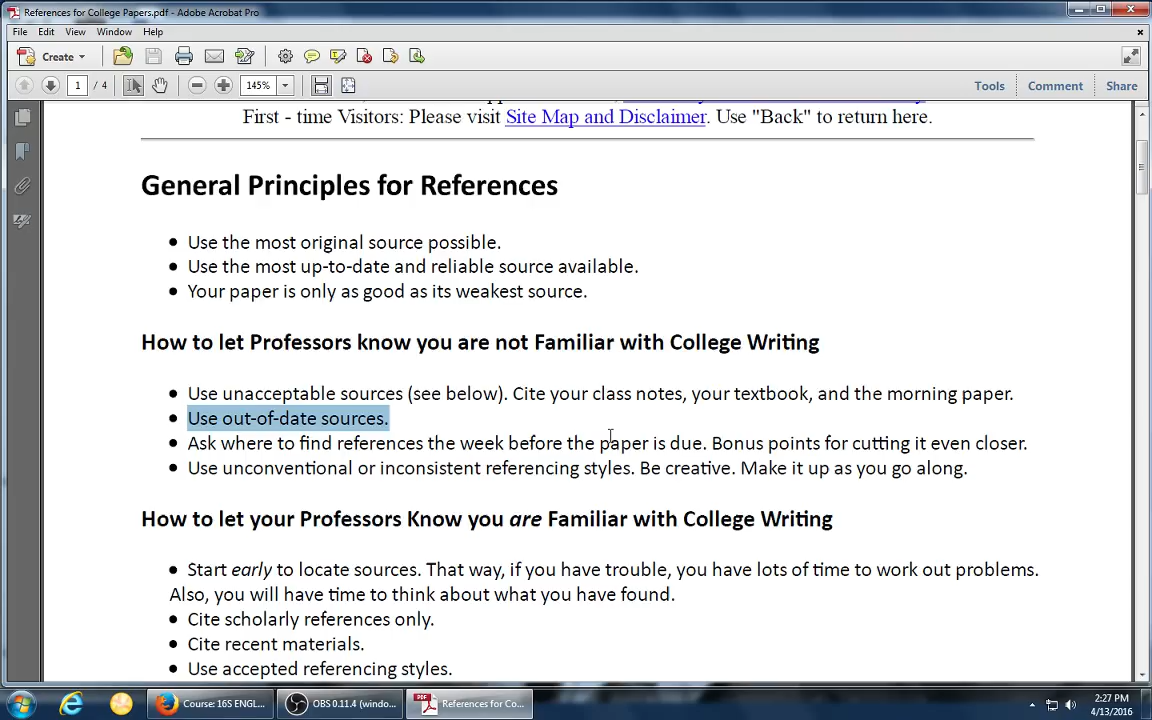 References for College Papers.pdf - Adobe Acrobat Pro
File Edit View Window Help
Create
1 / 4 145% Tools Comment Share
First - time Visitors: Please visit Site Map and Disclaimer. Use "Back" to return here.
General Principles for References
• Use the most original source possible.
• Use the most up-to-date and reliable source available.
• Your paper is only as good as its weakest source.
How to let Professors know you are not Familiar with College Writing
• Use unacceptable sources (see below). Cite your class notes, your textbook, and the morning paper.
• Use out-of-date sources.
• Ask where to find references the week before the paper is due. Bonus points for cutting it even closer.
• Use unconventional or inconsistent referencing styles. Be creative. Make it up as you go along.
How to let your Professors Know you are Familiar with College Writing
• Start early to locate sources. That way, if you have trouble, you have lots of time to work out problems.
Also, you will have time to think about what you have found.
• Cite scholarly references only.
• Cite recent materials.
• Use accepted referencing styles.
Course: 16S ENGL... OBS 0.11.4 (windo... References for Co... 2:27 PM
4/13/2016